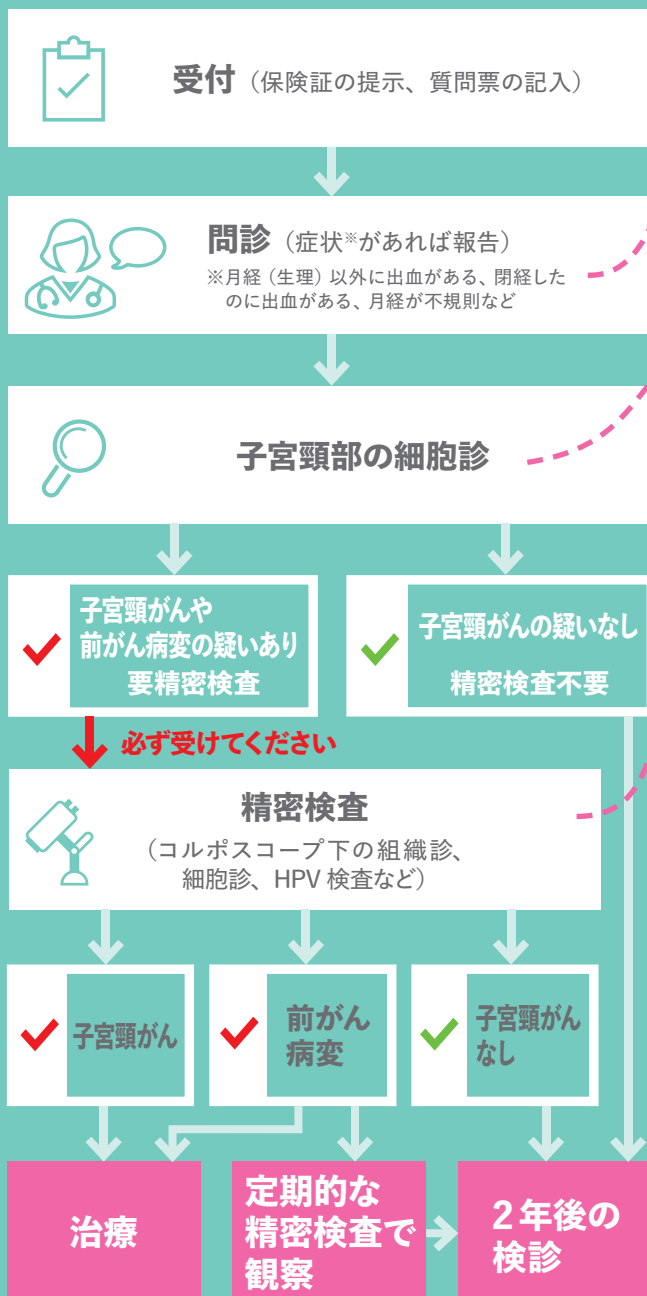 受付（保険証の提示、質問票の記入）
問診（症状※があれば報告）
※月経（生理）以外に出血がある、閉経した
のに出血がある、月経が不規則など
子宮頸部の細胞診
子宮頸がんや
前がん病変の疑いあり
要精密検査
子宮頸がんの疑いなし
精密検査不要
必ず受けてください
精密検査
（コルポスコープ下の組織診、
細胞診、HPV 検査など）
子宮頸がん
前がん
病変
子宮頸がん
なし
治療
定期的な
精密検査で
観察
2年後の
検診